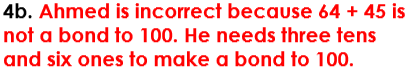 4b. Ahmed is incorrect because 64 + 45 is
not a bond to 100. He needs three tens
and six ones to make a bond to 100.